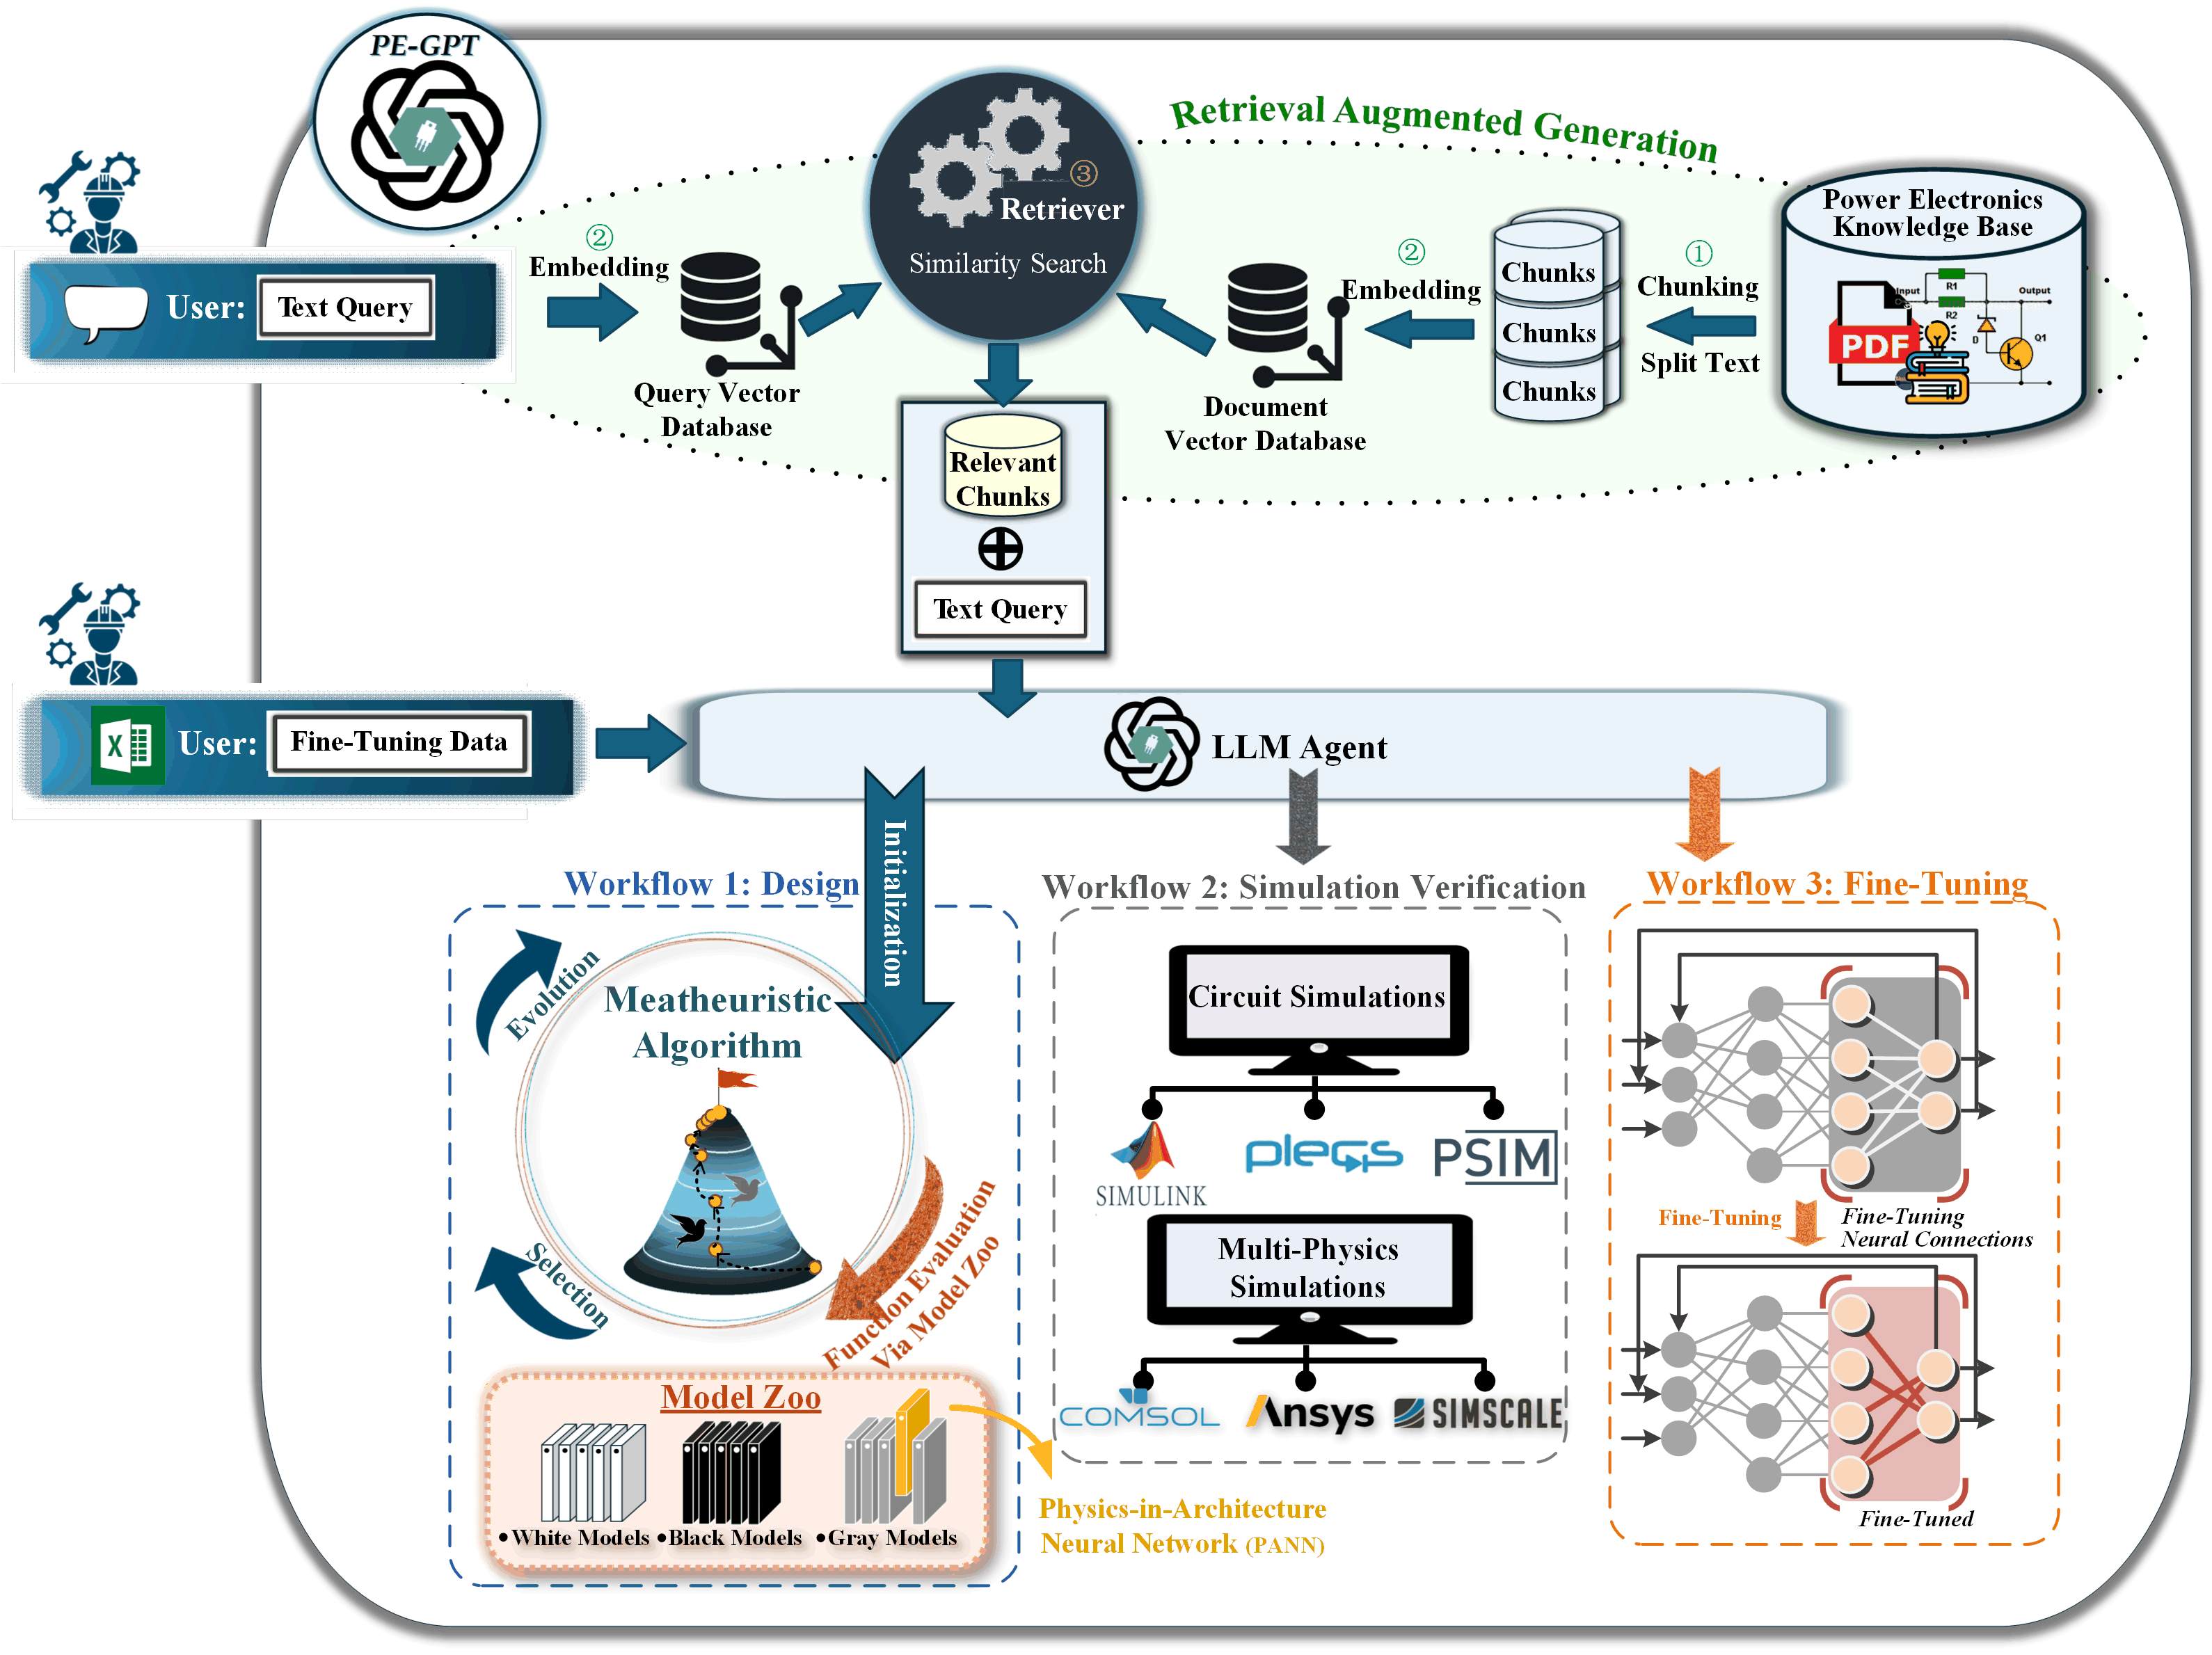 PE-GPT
Retrieval Augmented Generation
③
Retriever
Similarity Search
Power Electronics
Knowledge Base
Input
R1
R2
Output
D
Q1
PDF
①
Chunking
Split Text
Chunks
Chunks
Chunks
②
Embedding
Document
Vector Database
②
Embedding
Query Vector
Database
User:
Text Query
Relevant
Chunks
Text Query
User:
Fine-Tuning Data
X
LLM Agent
Initialization
Workflow 1: Design
Evolution
Meatheuristic
Algorithm
Selection
Function Evaluation
Via Model Zoo
Model Zoo
•White Models •Black Models •Gray Models
Physics-in-Architecture
Neural Network (PANN)
Workflow 2: Simulation Verification
Circuit Simulations
SIMULINK
plecs
PSIM
Multi-Physics
Simulations
COMSOL
Ansys
SIMSCALE
Workflow 3: Fine-Tuning
Fine-Tuning
Fine-Tuning
Neural Connections
Fine-Tuned